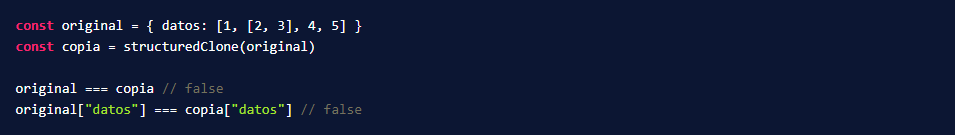 const original = { datos: [1, [2, 3], 4, 5] }
const copia = structuredClone(original)
original === copia // false
original["datos"] === copia["datos"] // false